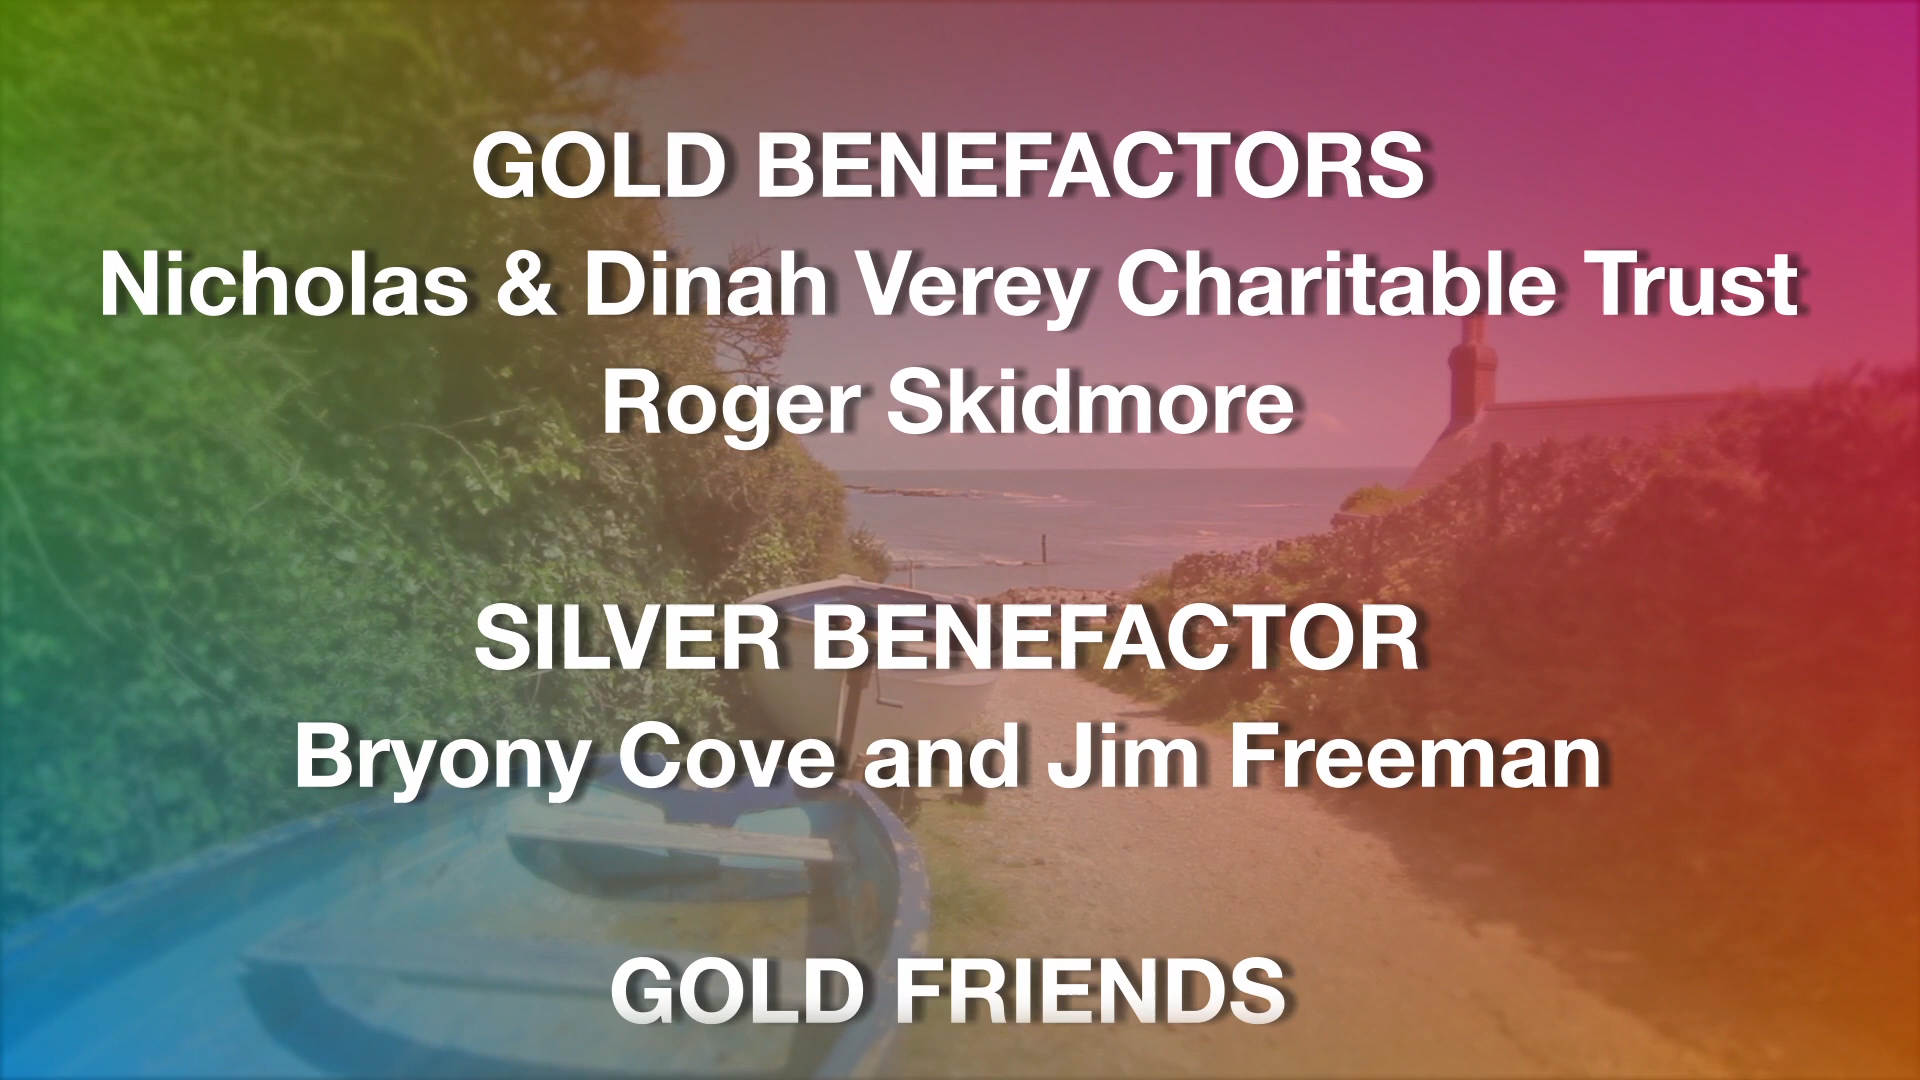 GOLD BENEFACTORS
Nicholas & Dinah Verey Charitable Trust
Roger Skidmore
SILVER BENEFACTOR
Bryony Cove and Jim Freeman
GOLD FRIENDS